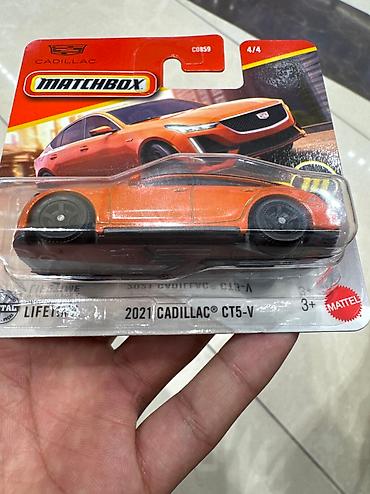 CADILLAC
C0859 4/4
MATCHBOX
2021 CADILLAC® CT5-V
3+
MATTEL